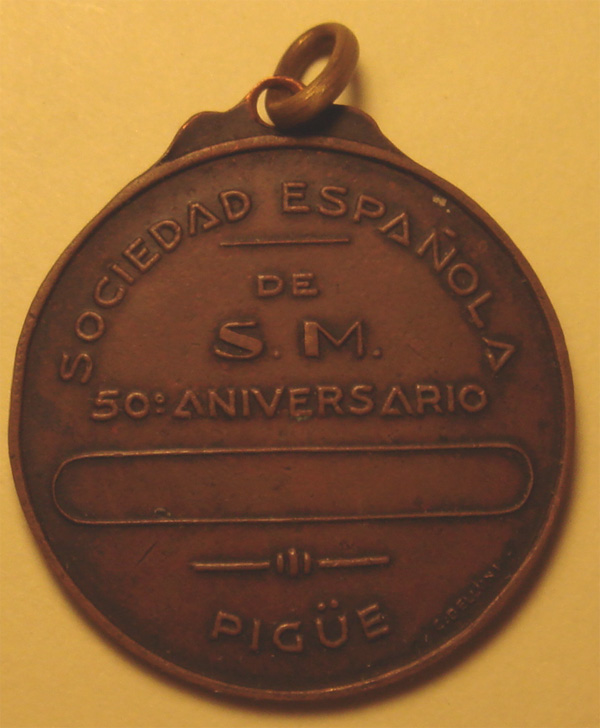 SOCIEDAD ESPAÑOLA
DE
S. M.
50º ANIVERSARIO
PIGÜE